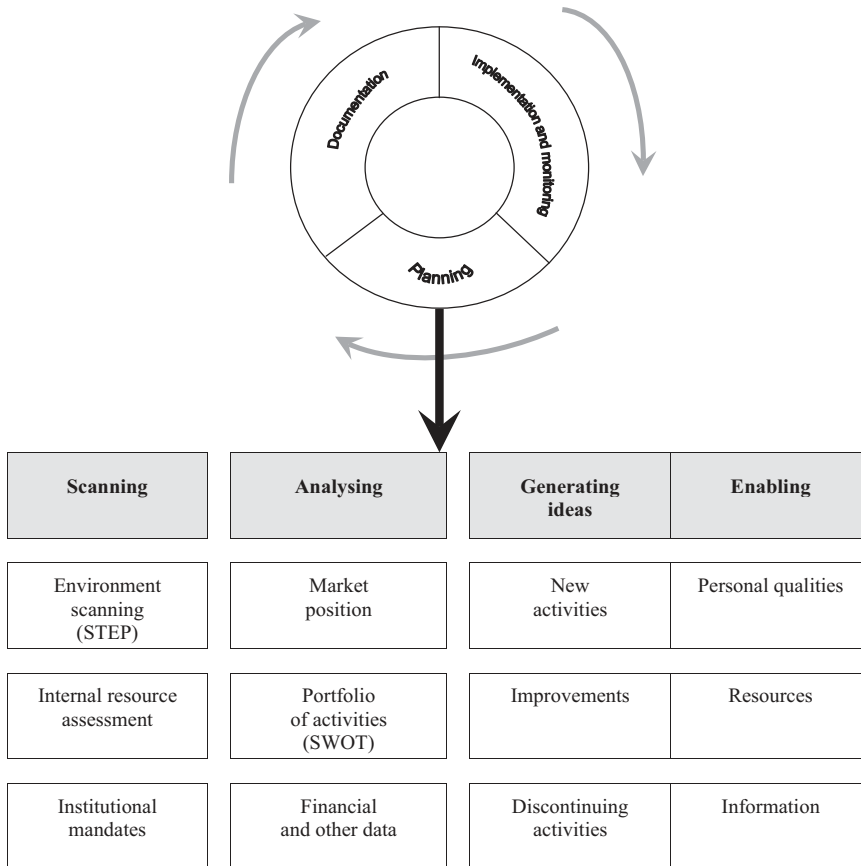 Documentation
Implementation and monitoring
Planning
Scanning
Analysing
Generating
ideas
Enabling
Environment
scanning
(STEP)
Market
position
New
activities
Personal qualities
Internal resource
assessment
Portfolio
of activities
(SWOT)
Improvements
Resources
Institutional
mandates
Financial
and other data
Discontinuing
activities
Information